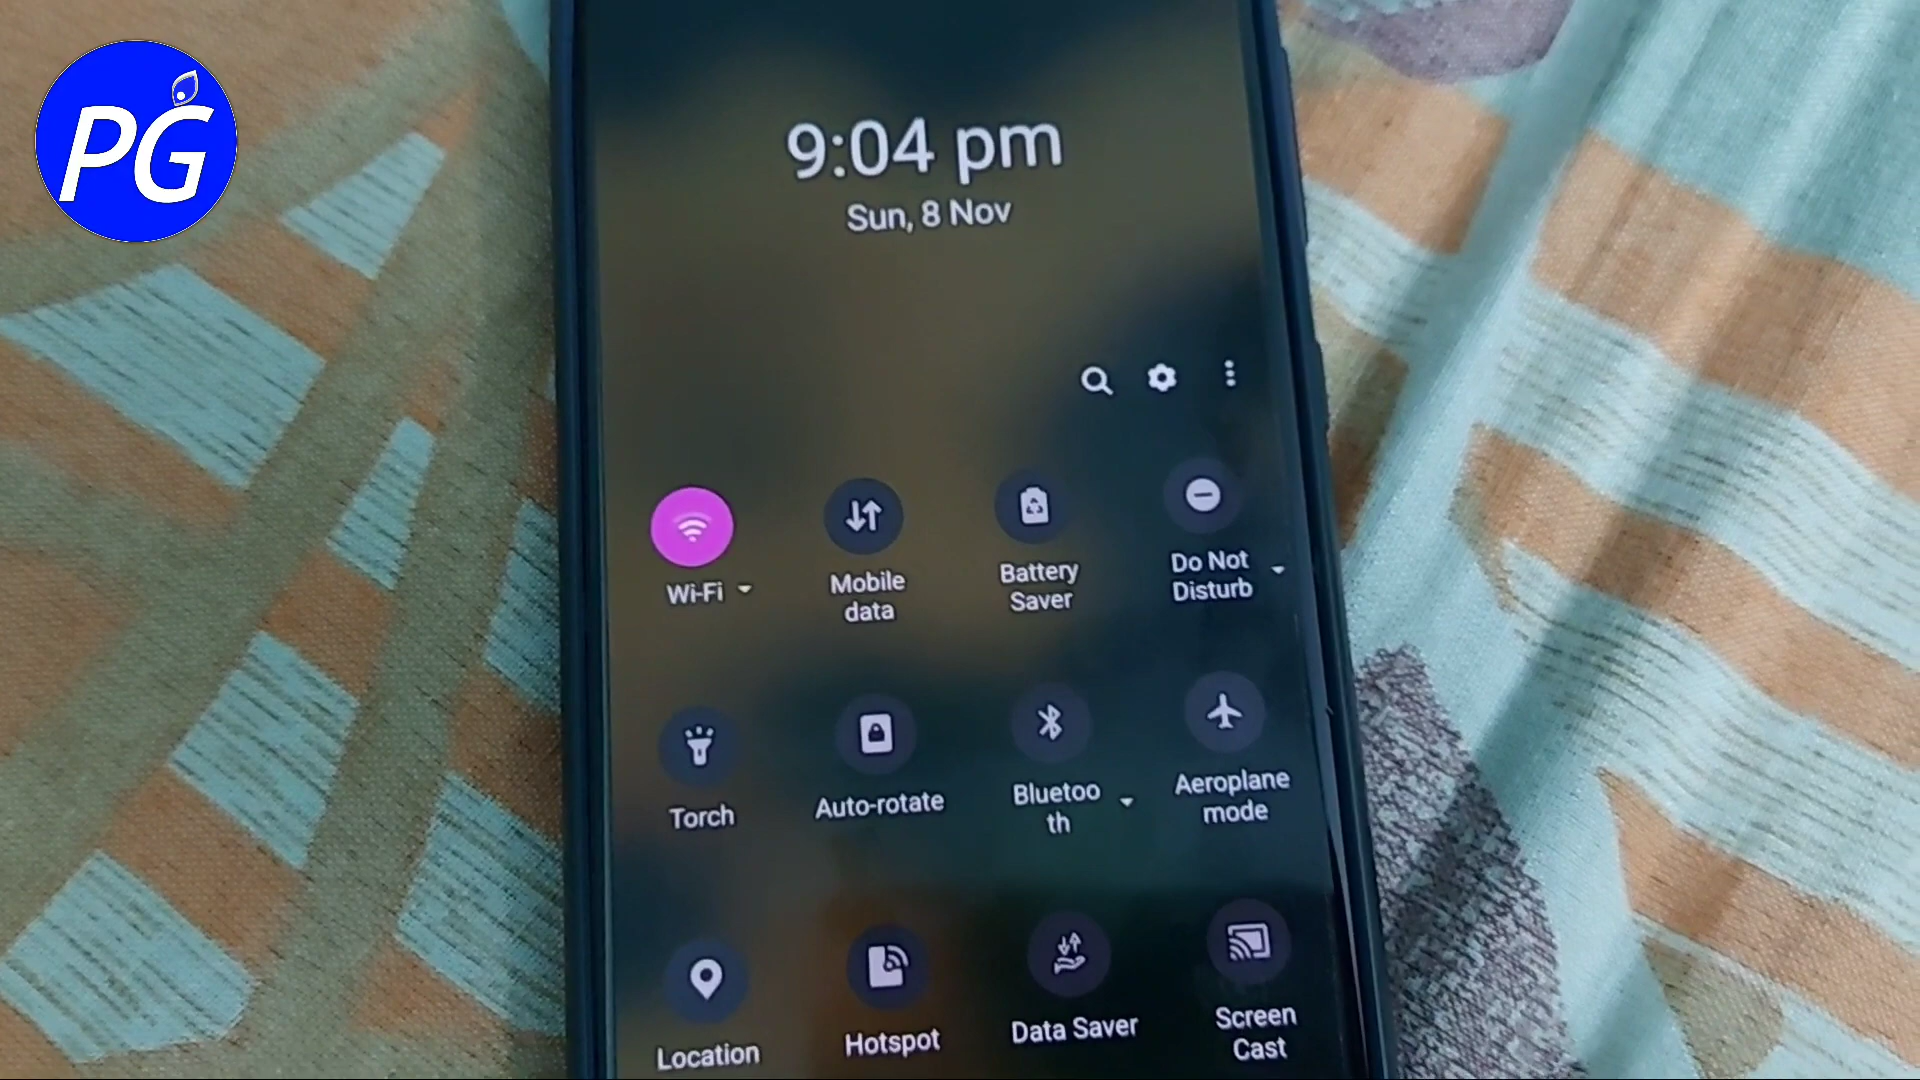 PG
9:04 pm
Sun, 8 Nov
Wi-Fi
Mobile
data
Battery
Saver
Do Not
Disturb
Torch
Auto-rotate
Bluetoo
th
Aeroplane
mode
Location
Hotspot
Data Saver
Screen
Cast